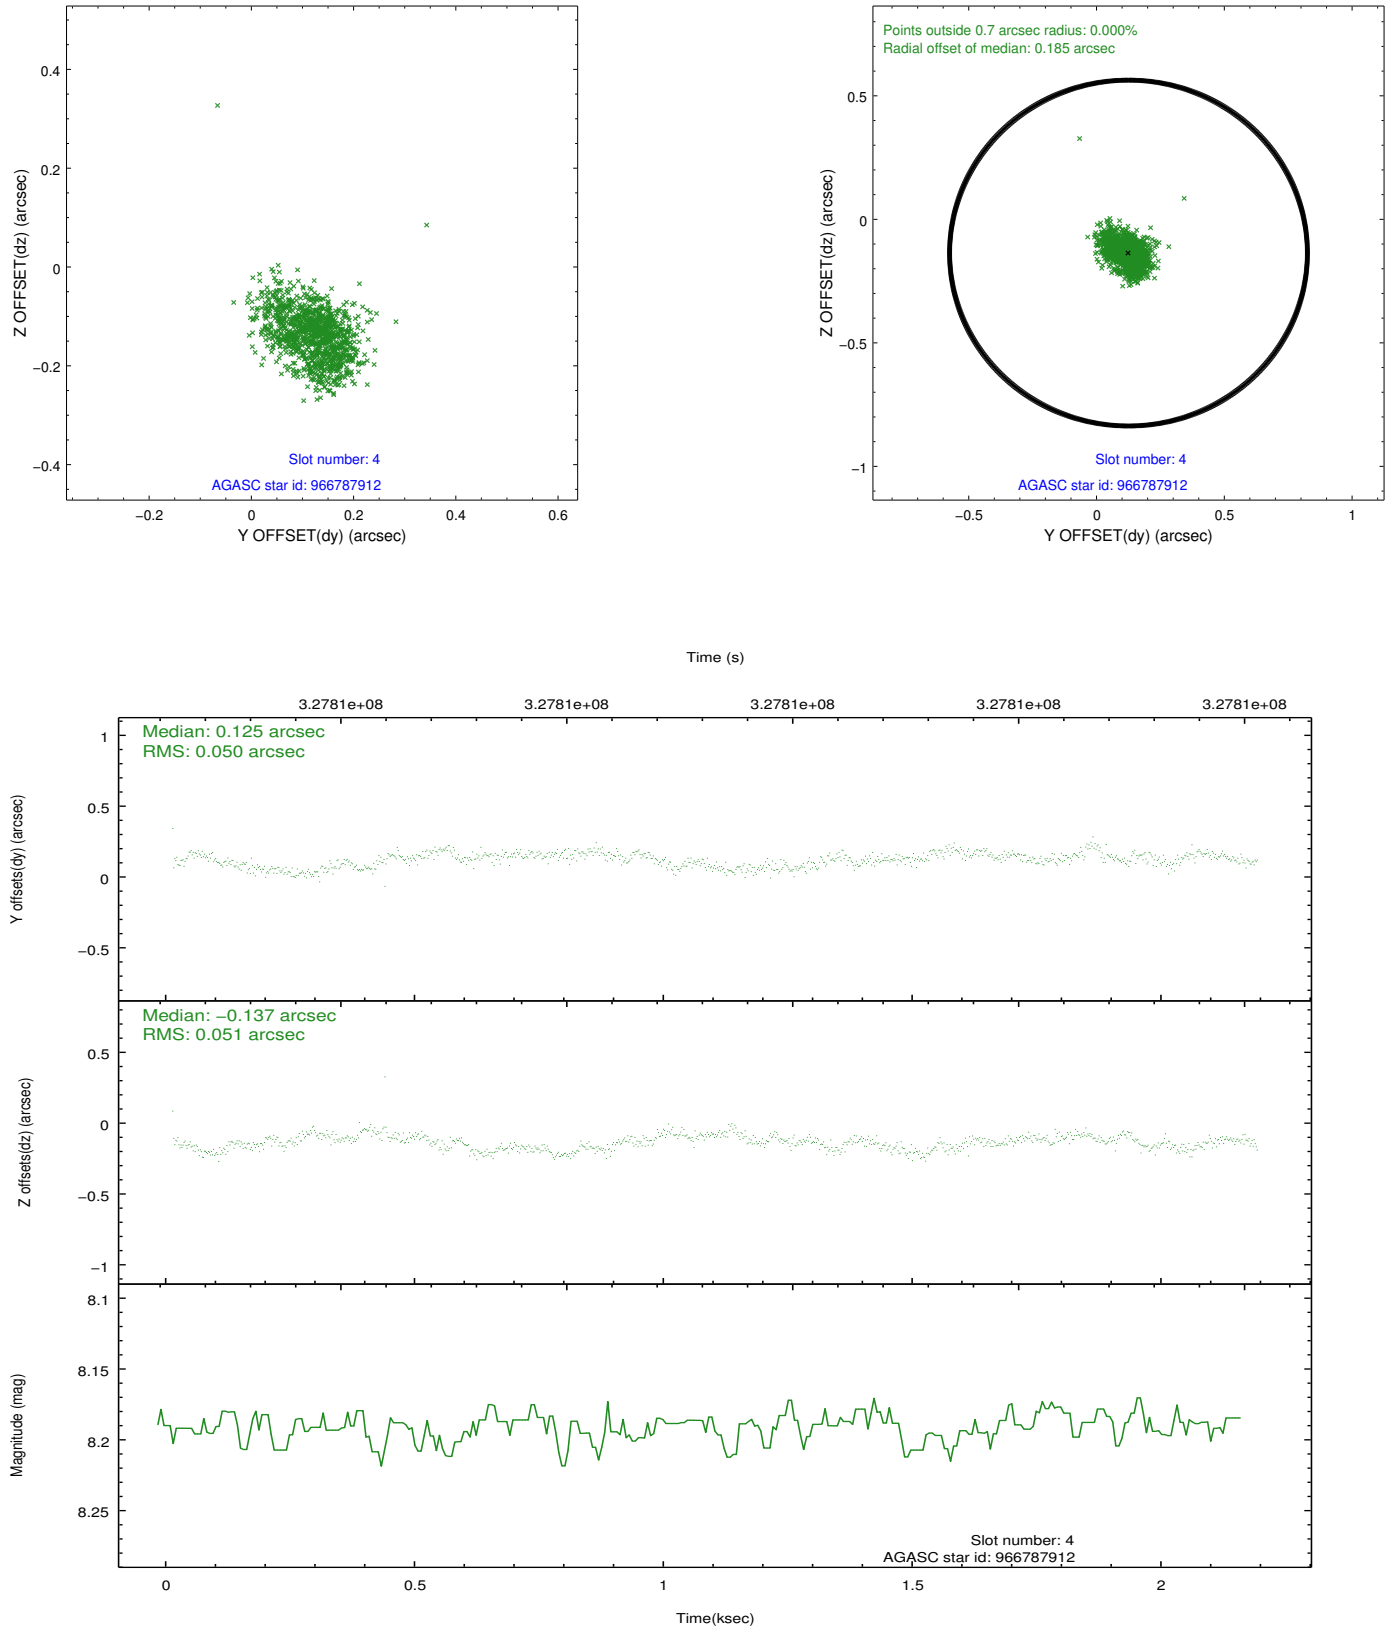 0.4
0.2
0
−0.2
−0.4
Z OFFSET(dz) (arcsec)
Slot number: 4
AGASC star id: 966787912
−0.2
0
0.2
0.4
0.6
Y OFFSET(dy) (arcsec)
Points outside 0.7 arcsec radius: 0.000%
Radial offset of median: 0.185 arcsec
0.5
0
−0.5
−1
Z OFFSET(dz) (arcsec)
Slot number: 4
AGASC star id: 966787912
−0.5
0
0.5
1
Y OFFSET(dy) (arcsec)
Time (s)
3.2781e+08
3.2781e+08
3.2781e+08
3.2781e+08
3.2781e+08
Median: 0.125 arcsec
RMS: 0.050 arcsec
1
0.5
0
−0.5
Y offsets(dy) (arcsec)
Median: −0.137 arcsec
RMS: 0.051 arcsec
0.5
0
−0.5
−1
Z offsets(dz) (arcsec)
8.1
8.15
8.2
8.25
Magnitude (mag)
Slot number: 4
AGASC star id: 966787912
0
0.5
1
1.5
2
Time(ksec)